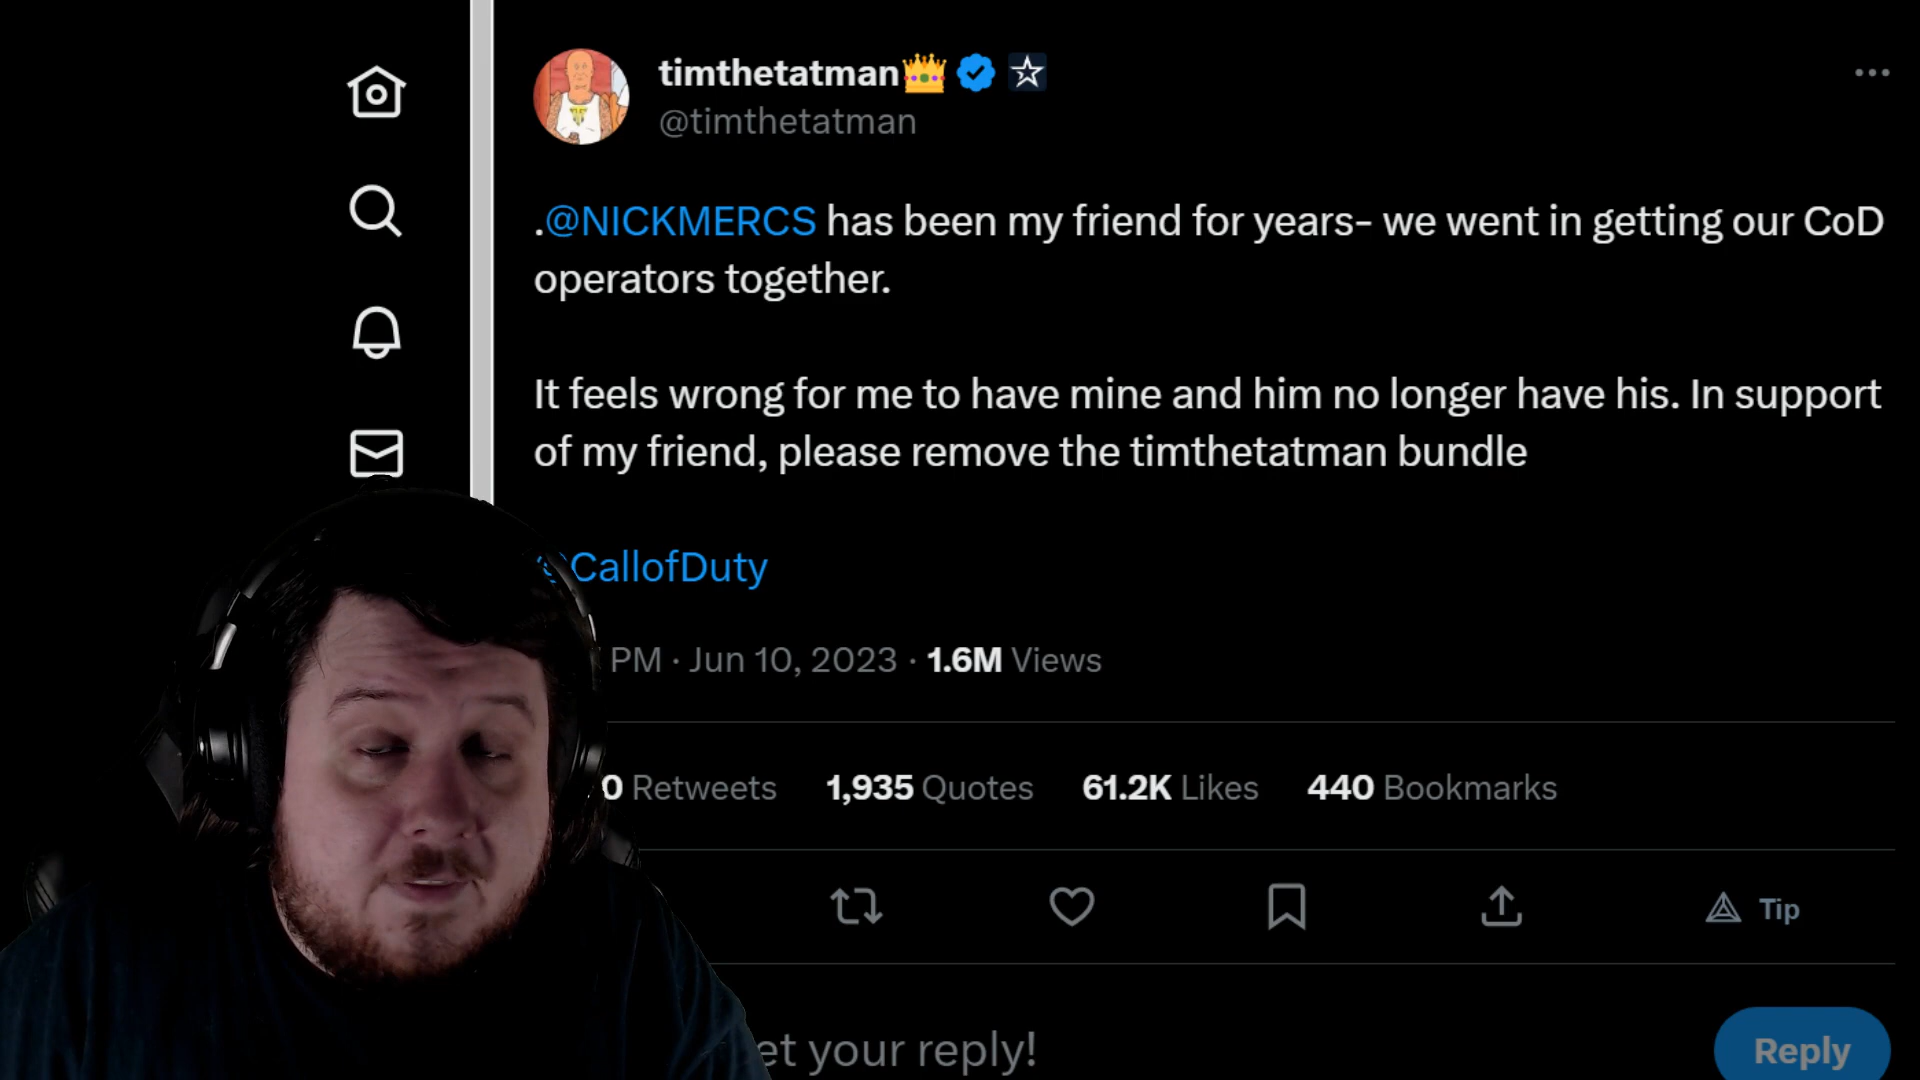 timthetatman👑
@timthetatman
.@NICKMERCS has been my friend for years- we went in getting our CoD
operators together.
It feels wrong for me to have mine and him no longer have his. In support
of my friend, please remove the timthetatman bundle
@CallofDuty
PM · Jun 10, 2023 · 1.6M Views
0 Retweets 1,935 Quotes 61.2K Likes 440 Bookmarks
Tip
et your reply!
Reply